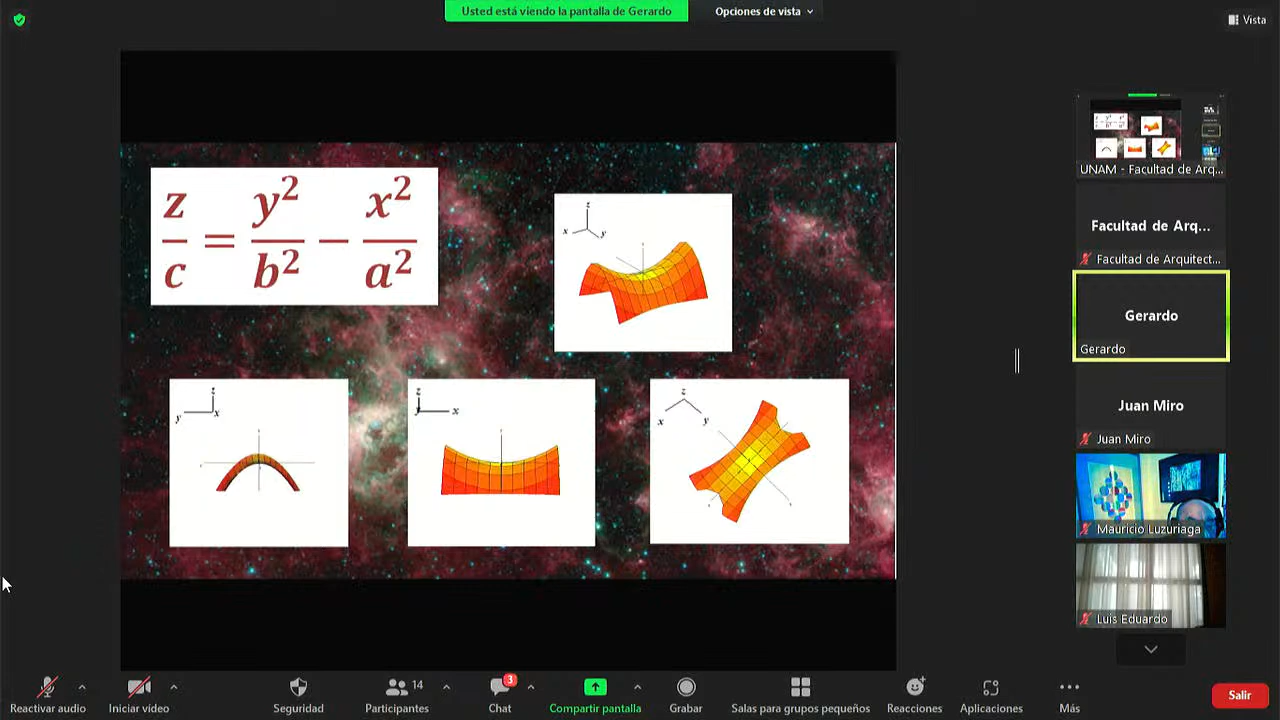 Usted está viendo la pantalla de Gerardo
Opciones de vista
Vista
z/c = y²/b² − x²/a²
z
x
y
z
y
x
z
y
x
z
x
y
UNAM - Facultad de Arq...
Facultad de Arq...
Facultad de Arquitect...
Gerardo
Gerardo
Juan Miro
Juan Miro
Mauricio Luzuriaga
Luis Eduardo
Reactivar audio
Iniciar vídeo
Seguridad
14
Participantes
3
Chat
Compartir pantalla
Grabar
Salas para grupos pequeños
Reacciones
Aplicaciones
Más
Salir